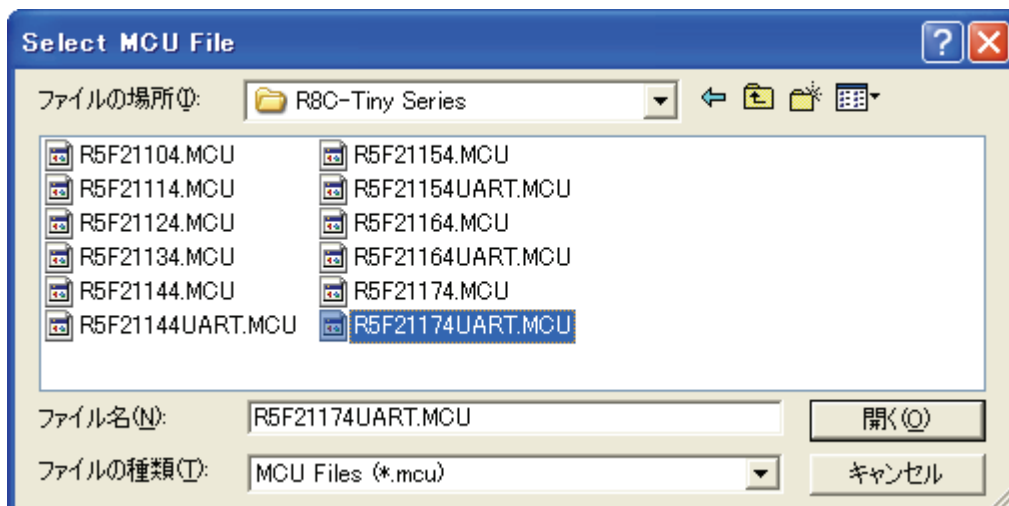 Select MCU File
ファイルの場所(I): R8C-Tiny Series
R5F21104.MCU
R5F21114.MCU
R5F21124.MCU
R5F21134.MCU
R5F21144.MCU
R5F21144UART.MCU
R5F21154.MCU
R5F21154UART.MCU
R5F21164.MCU
R5F21164UART.MCU
R5F21174.MCU
R5F21174UART.MCU
ファイル名(N): R5F21174UART.MCU 開く(O)
ファイルの種類(T): MCU Files (*.mcu) キャンセル